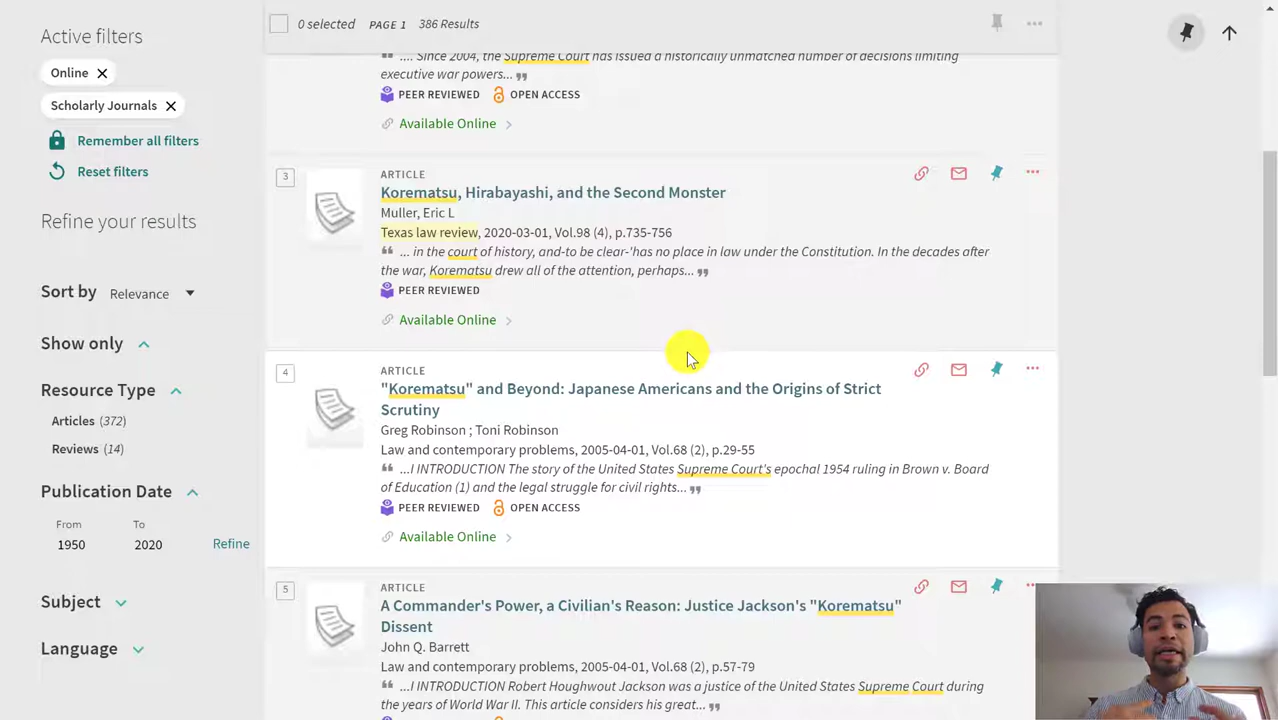 Active filters
Online ✕
Scholarly Journals ✕
Remember all filters
Reset filters
Refine your results
Sort by Relevance
Show only
Resource Type
Articles (372)
Reviews (14)
Publication Date
From To
1950 2020 Refine
Subject
Language
0 selected PAGE 1 386 Results
.... Since 2004, the Supreme Court has issued a historically unmatched number of decisions limiting
executive war powers... ”
PEER REVIEWED OPEN ACCESS
Available Online
3
ARTICLE
Korematsu, Hirabayashi, and the Second Monster
Muller, Eric L
Texas law review, 2020-03-01, Vol.98 (4), p.735-756
“ ... in the court of history, and-to be clear-'has no place in law under the Constitution. In the decades after
the war, Korematsu drew all of the attention, perhaps... ”
PEER REVIEWED
Available Online
4
ARTICLE
"Korematsu" and Beyond: Japanese Americans and the Origins of Strict
Scrutiny
Greg Robinson ; Toni Robinson
Law and contemporary problems, 2005-04-01, Vol.68 (2), p.29-55
“ ...I INTRODUCTION The story of the United States Supreme Court's epochal 1954 ruling in Brown v. Board
of Education (1) and the legal struggle for civil rights... ”
PEER REVIEWED OPEN ACCESS
Available Online
5
ARTICLE
A Commander's Power, a Civilian's Reason: Justice Jackson's "Korematsu"
Dissent
John Q. Barrett
Law and contemporary problems, 2005-04-01, Vol.68 (2), p.57-79
“ ...I INTRODUCTION Robert Houghwout Jackson was a justice of the United States Supreme Court during
the years of World War II. This article considers his great... ”